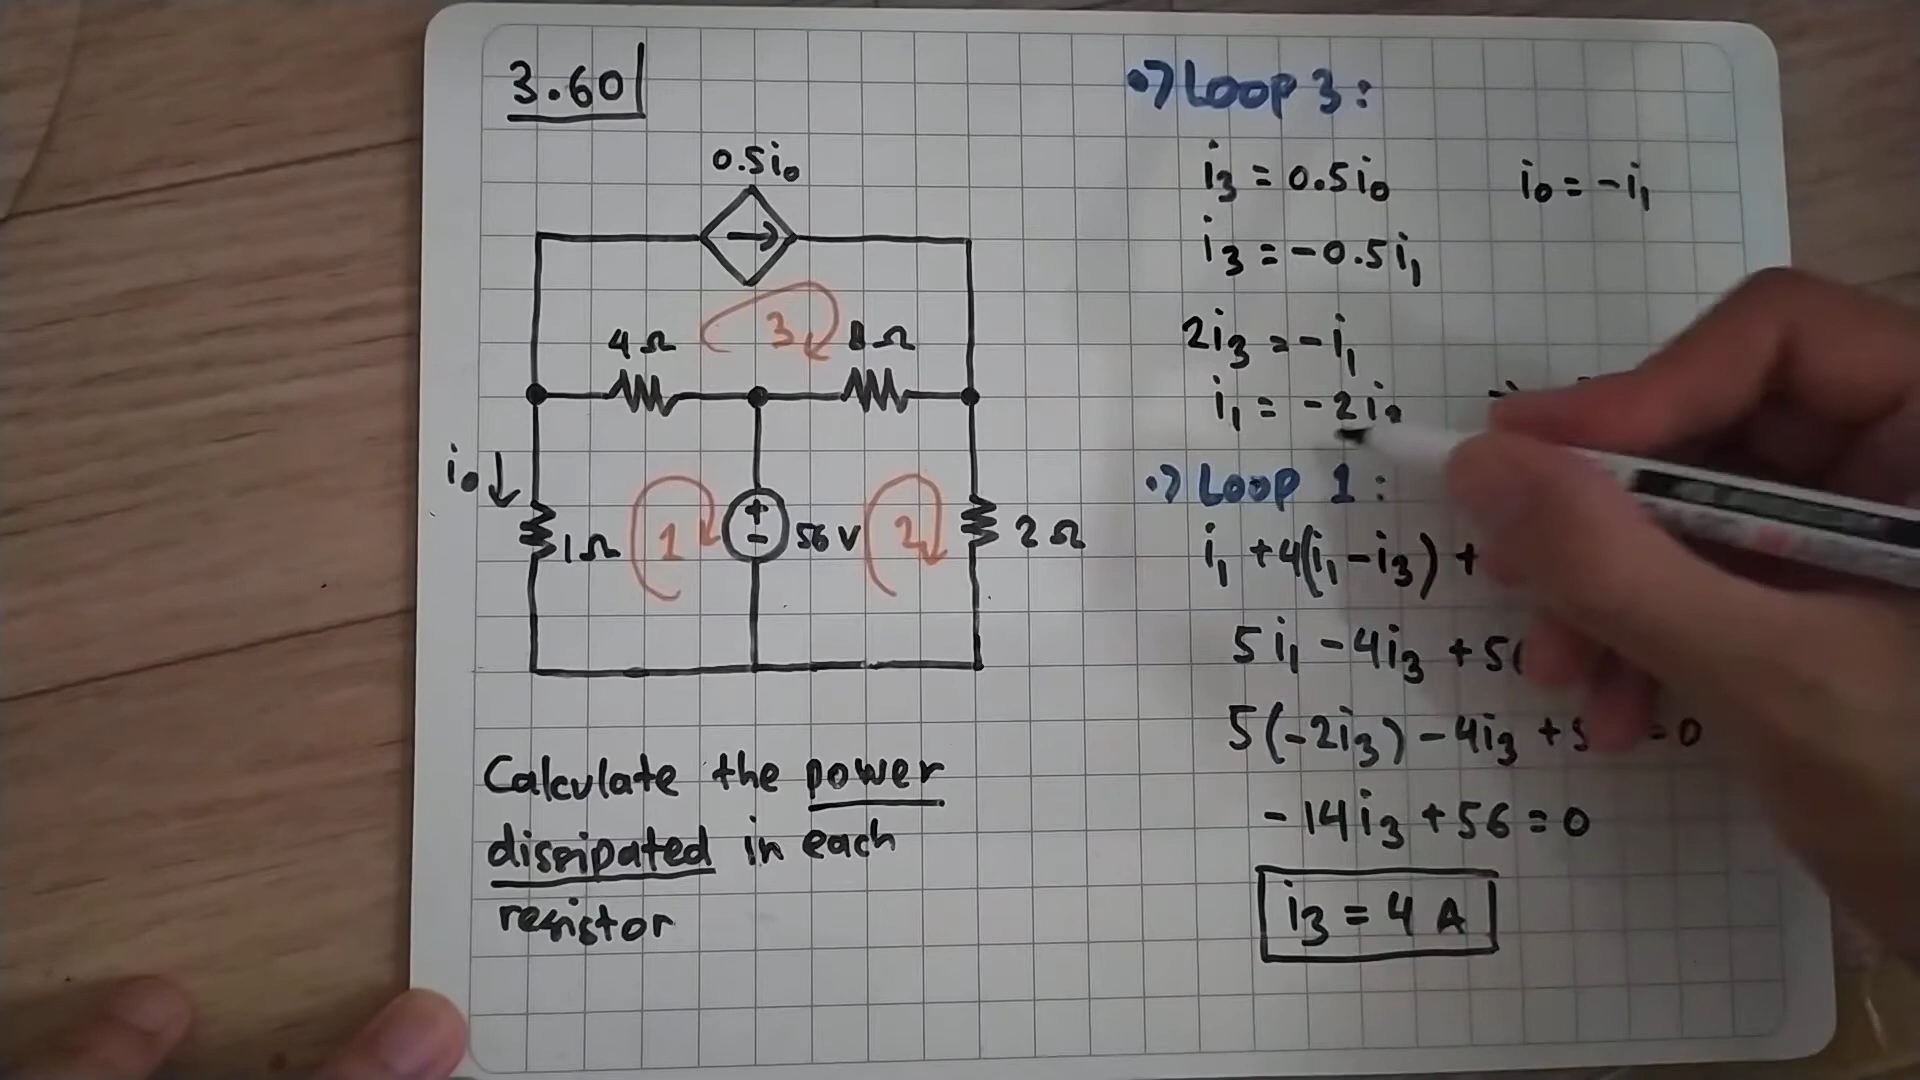 3.60
0.5i₀
4Ω
3
8Ω
i₀
1Ω
1
56 V
2
2Ω
Calculate the power
dissipated in each
resistor
•) Loop 3:
i₃ = 0.5i₀ i₀ = -i₁
i₃ = -0.5i₁
2i₃ = -i₁
i₁ = -2i₃
•) Loop 1:
i₁ + 4(i₁ - i₃) +
5i₁ - 4i₃ + 5
5(-2i₃) - 4i₃ + 5 = 0
-14i₃ + 56 = 0
i₃ = 4 A